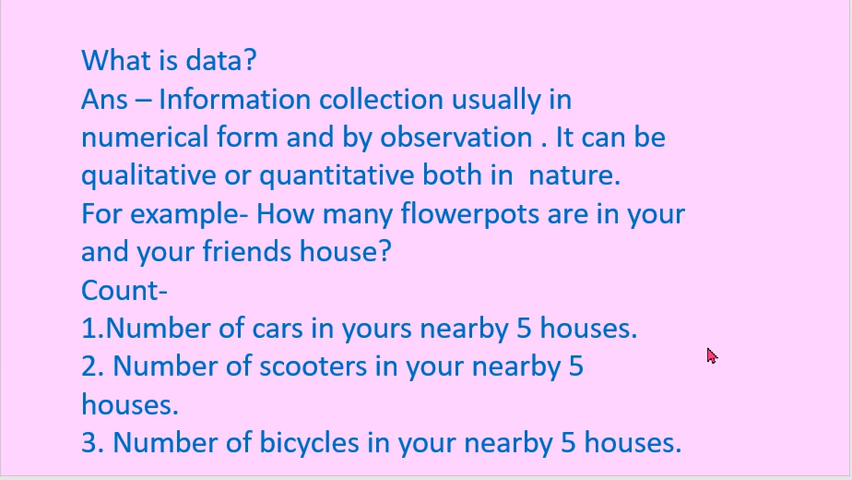 What is data?
Ans – Information collection usually in
numerical form and by observation . It can be
qualitative or quantitative both in  nature.
For example- How many flowerpots are in your
and your friends house?
Count-
1.Number of cars in yours nearby 5 houses.
2. Number of scooters in your nearby 5
houses.
3. Number of bicycles in your nearby 5 houses.